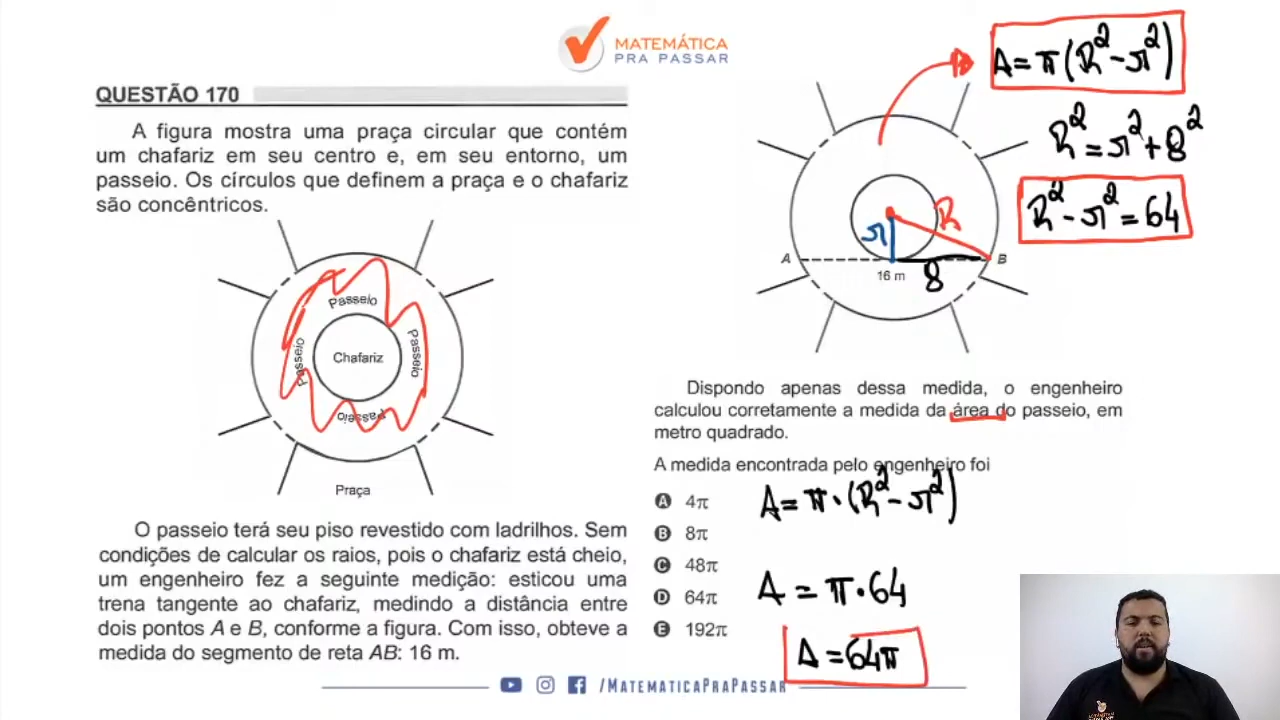 MATEMÁTICA
PRA PASSAR
QUESTÃO 170
A figura mostra uma praça circular que contém
um chafariz em seu centro e, em seu entorno, um
passeio. Os círculos que definem a praça e o chafariz
são concêntricos.
Passeio
Passeio
Chafariz
Passeio
Passeio
Praça
O passeio terá seu piso revestido com ladrilhos. Sem
condições de calcular os raios, pois o chafariz está cheio,
um engenheiro fez a seguinte medição: esticou uma
trena tangente ao chafariz, medindo a distância entre
dois pontos A e B, conforme a figura. Com isso, obteve a
medida do segmento de reta AB: 16 m.
A = π(R² - r²)
R² = r² + 8²
R² - r² = 64
R
r
A
B
16 m
8
Dispondo apenas dessa medida, o engenheiro
calculou corretamente a medida da área do passeio, em
metro quadrado.
A medida encontrada pelo engenheiro foi
A 4π
B 8π
C 48π
D 64π
E 192π
A = π · (R² - r²)
A = π · 64
A = 64π
/MatematicaPraPassar